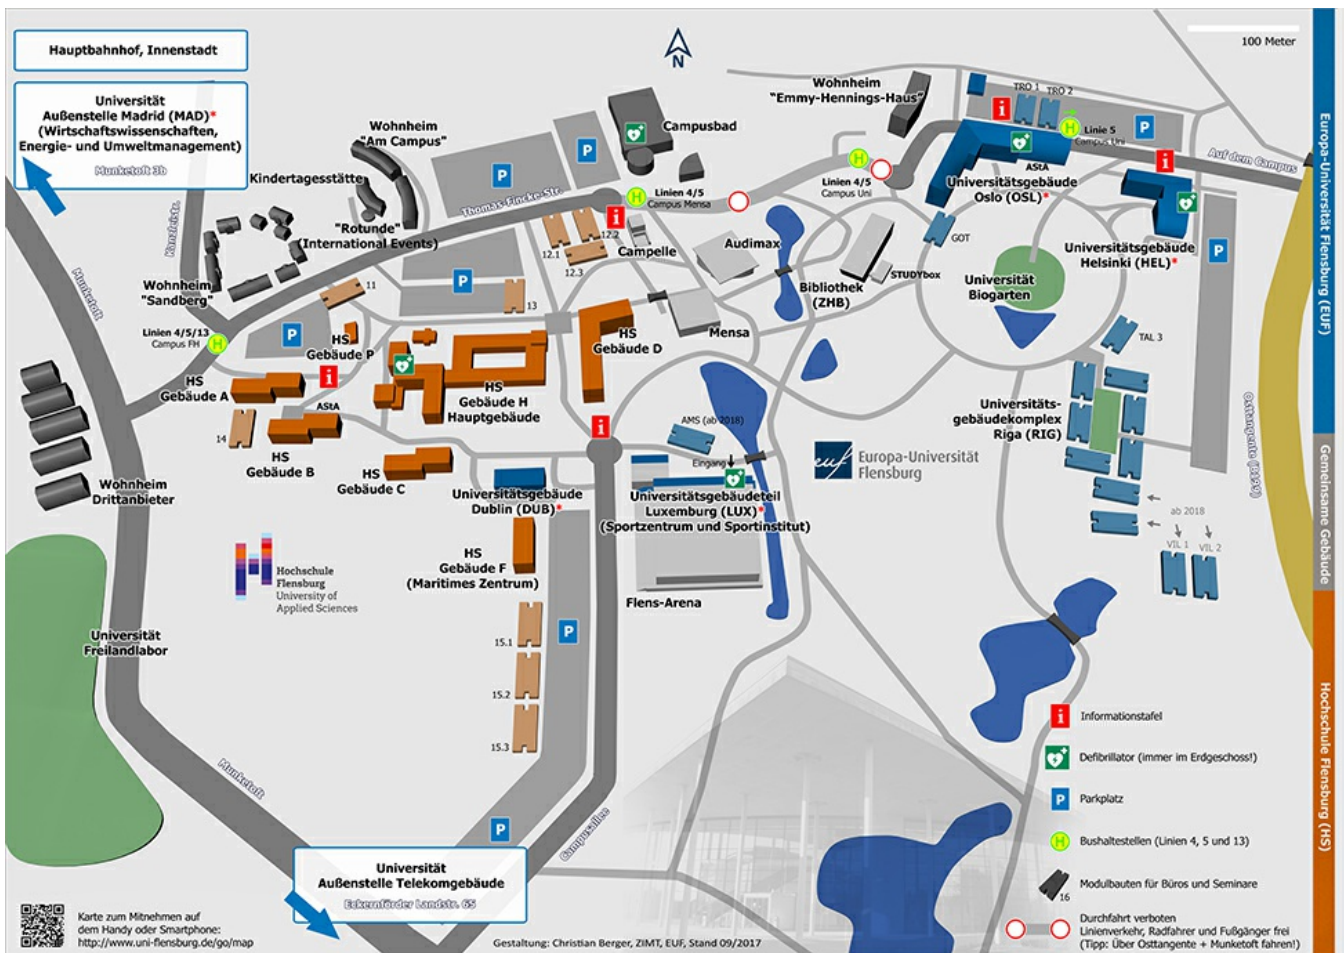 Hauptbahnhof, Innenstadt
Universität
Außenstelle Madrid (MAD)*
(Wirtschaftswissenschaften,
Energie- und Umweltmanagement)
Munketoft 3b
N
100 Meter
Wohnheim
"Emmy-Hennings-Haus"
TRO 1
TRO 2
Linie 5
Campus Uni
Auf dem Campus
Campusbad
Wohnheim
"Am Campus"
Kindertagesstätte
"Rotunde"
(International Events)
Thomas-Fincke-Str.
Kanzleistr.
Linien 4/5
Campus Mensa
Linien 4/5
Campus Uni
AStA
Universitätsgebäude
Oslo (OSL)*
Universitätsgebäude
Helsinki (HEL)*
GOT
12.1
12.2
12.3
Campelle
Audimax
Bibliothek
(ZHB)
STUDYbox
Universität
Biogarten
Wohnheim
"Sandberg"
Munketoft
11
13
Linien 4/5/13
Campus FH
HS
Gebäude P
HS
Gebäude D
Mensa
TAL 3
HS
Gebäude A
AStA
HS
Gebäude H
Hauptgebäude
14
HS
Gebäude B
HS
Gebäude C
AMS (ab 2018)
Eingang
Universitäts-
gebäudekomplex
Riga (RIG)
Osttangente (B199)
euf
Europa-Universität
Flensburg
Wohnheim
Drittanbieter
Universitätsgebäude
Dublin (DUB)*
Universitätsgebäudeteil
Luxemburg (LUX)*
(Sportzentrum und Sportinstitut)
ab 2018
VIL 1
VIL 2
Hochschule
Flensburg
University of
Applied Sciences
HS
Gebäude F
(Maritimes Zentrum)
Flens-Arena
Universität
Freilandlabor
15.1
15.2
15.3
Munketoft
Campusallee
Universität
Außenstelle Telekomgebäude
Eckernförder Landstr. 65
Informationstafel
Defibrillator (immer im Erdgeschoss!)
P
Parkplatz
H
Bushaltestellen (Linien 4, 5 und 13)
Modulbauten für Büros und Seminare
16
Durchfahrt verboten
Linienverkehr, Radfahrer und Fußgänger frei
(Tipp: Über Osttangente + Munketoft fahren!)
Karte zum Mitnehmen auf
dem Handy oder Smartphone:
http://www.uni-flensburg.de/go/map
Gestaltung: Christian Berger, ZIMT, EUF, Stand 09/2017
Europa-Universität Flensburg (EUF)
Gemeinsame Gebäude
Hochschule Flensburg (HS)